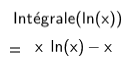 Intégrale(ln(x))
= x ln(x) − x